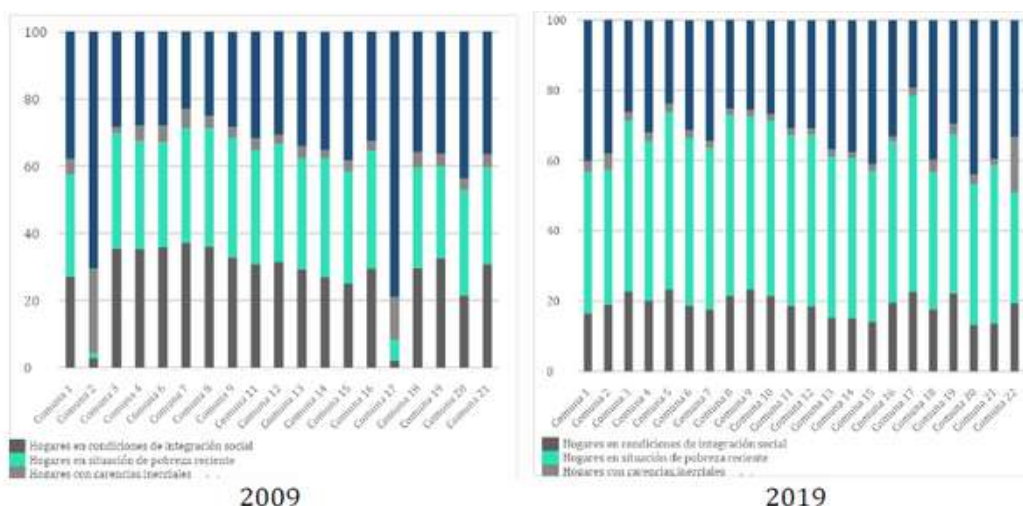 100
80
60
40
20
0
Comuna 1
Comuna 2
Comuna 3
Comuna 4
Comuna 6
Comuna 7
Comuna 8
Comuna 9
Comuna 11
Comuna 12
Comuna 13
Comuna 14
Comuna 15
Comuna 16
Comuna 17
Comuna 18
Comuna 19
Comuna 20
Comuna 21
Hogares en condiciones de integración social
Hogares en situación de pobreza reciente
Hogares con carencias inerciales
2009
100
80
60
40
20
0
Comuna 1
Comuna 2
Comuna 3
Comuna 4
Comuna 5
Comuna 6
Comuna 7
Comuna 8
Comuna 9
Comuna 10
Comuna 11
Comuna 12
Comuna 13
Comuna 14
Comuna 15
Comuna 16
Comuna 17
Comuna 18
Comuna 19
Comuna 20
Comuna 21
Comuna 22
Hogares en condiciones de integración social
Hogares en situación de pobreza reciente
Hogares con carencias inerciales
2019